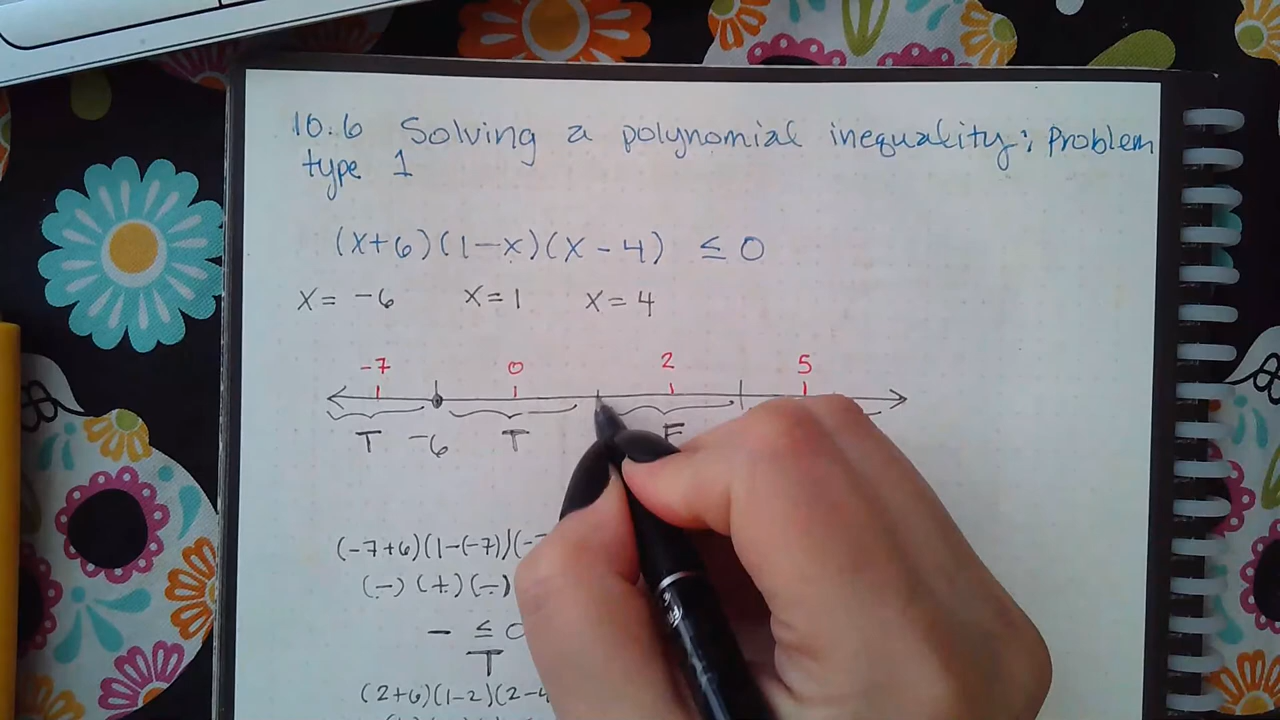 10.6 Solving a polynomial inequality: Problem
type 1
(x+6)(1-x)(x-4) ≤ 0
x = -6 x = 1 x = 4
-7 0 2 5
T -6 T F
(-7+6)(1-(-7))(-7
(-) (+) (-)
- ≤ 0
T
(2+6)(1-2)(2-4